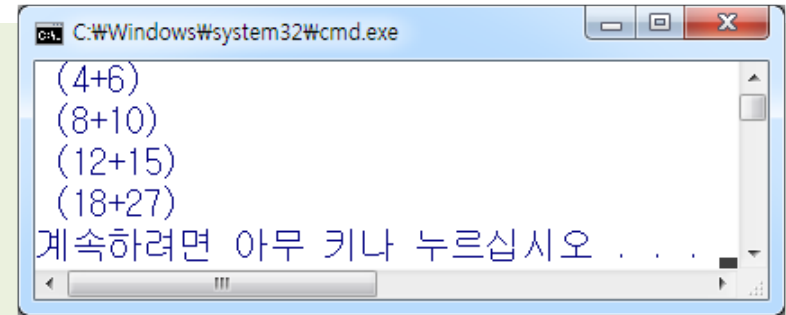 C:₩Windows₩system32₩cmd.exe
(4+6)
(8+10)
(12+15)
(18+27)
계속하려면 아무 키나 누르십시오 . . .